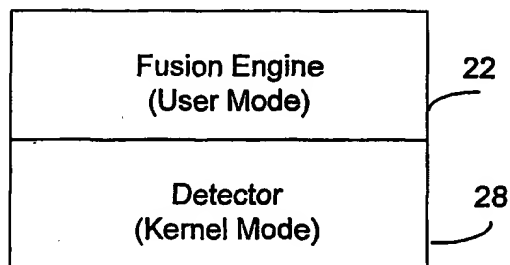 Fusion Engine
(User Mode)
22
Detector
(Kernel Mode)
28